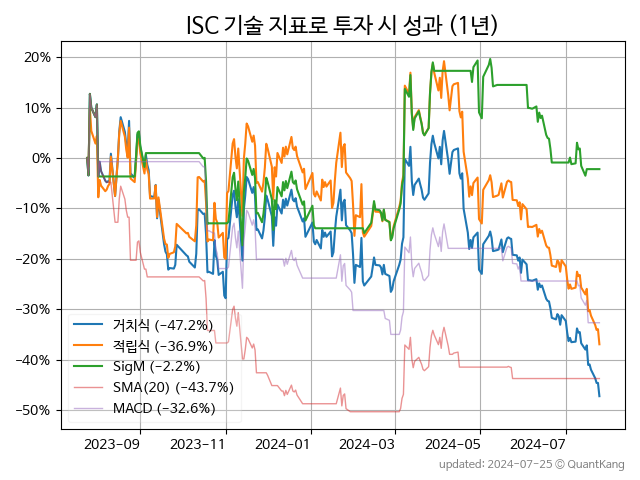 ISC 기술 지표로 투자 시 성과 (1년)
20%
10%
0%
−10%
−20%
−30%
−40%
−50%
거치식 (−47.2%)
적립식 (−36.9%)
SigM (−2.2%)
SMA(20) (−43.7%)
MACD (−32.6%)
2023-09 2023-11 2024-01 2024-03 2024-05 2024-07
updated: 2024-07-25 © QuantKang